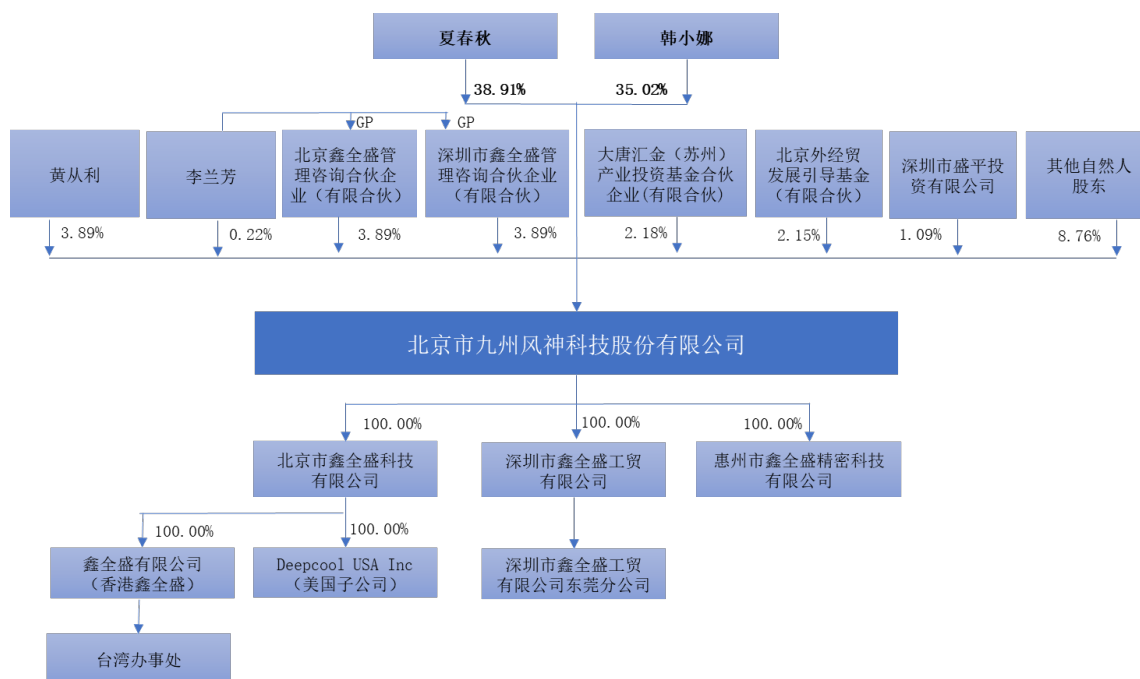 夏春秋
韩小娜
38.91%
35.02%
GP
GP
黄从利
李兰芳
北京鑫全盛管
理咨询合伙企
业（有限合伙）
深圳市鑫全盛管
理咨询合伙企业
（有限合伙）
大唐汇金（苏州）
产业投资基金合伙
企业(有限合伙)
北京外经贸
发展引导基金
（有限合伙）
深圳市盛平投
资有限公司
其他自然人
股东
3.89%
0.22%
3.89%
3.89%
2.18%
2.15%
1.09%
8.76%
北京市九州风神科技股份有限公司
100.00%
100.00%
100.00%
北京市鑫全盛科技
有限公司
深圳市鑫全盛工贸
有限公司
惠州市鑫全盛精密科技
有限公司
100.00%
100.00%
鑫全盛有限公司
（香港鑫全盛）
Deepcool USA Inc
（美国子公司）
深圳市鑫全盛工贸
有限公司东莞分公司
台湾办事处